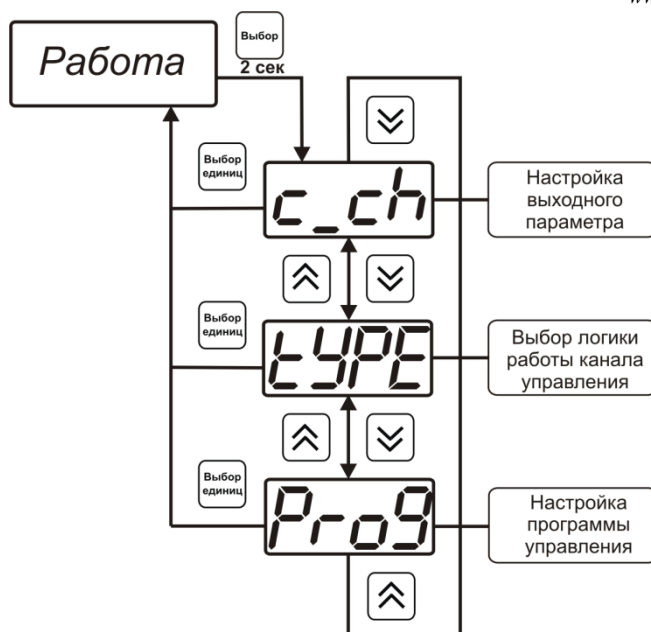 Работа
Выбор
2 сек
Выбор
единиц
c_ch
Настройка
выходного
параметра
Выбор
единиц
tYPE
Выбор логики
работы канала
управления
Выбор
единиц
Prog
Настройка
программы
управления